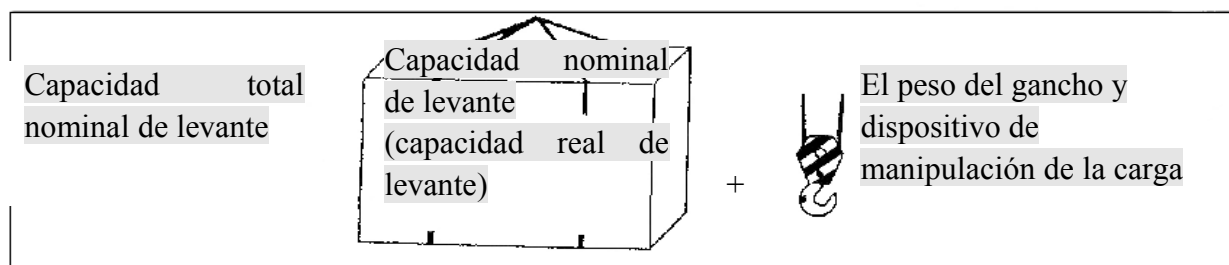 Capacidad total
nominal de levante
Capacidad nominal
de levante
(capacidad real de
levante)
+
El peso del gancho y
dispositivo de
manipulación de la carga